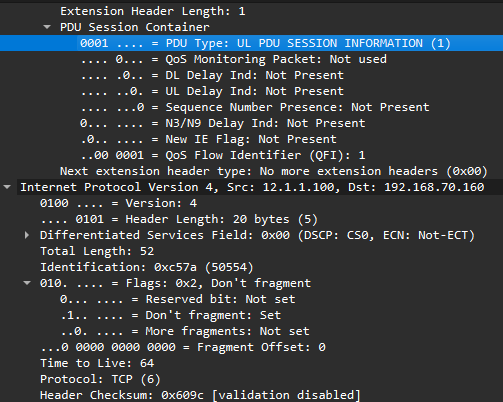 Extension Header Length: 1
PDU Session Container
0001 .... = PDU Type: UL PDU SESSION INFORMATION (1)
.... 0... = QoS Monitoring Packet: Not used
.... .0.. = DL Delay Ind: Not Present
.... ..0. = UL Delay Ind: Not Present
.... ...0 = Sequence Number Presence: Not Present
0... .... = N3/N9 Delay Ind: Not Present
.0.. .... = New IE Flag: Not Present
..00 0001 = QoS Flow Identifier (QFI): 1
Next extension header type: No more extension headers (0x00)
Internet Protocol Version 4, Src: 12.1.1.100, Dst: 192.168.70.160
0100 .... = Version: 4
.... 0101 = Header Length: 20 bytes (5)
Differentiated Services Field: 0x00 (DSCP: CS0, ECN: Not-ECT)
Total Length: 52
Identification: 0xc57a (50554)
010. .... = Flags: 0x2, Don't fragment
0... .... = Reserved bit: Not set
.1.. .... = Don't fragment: Set
..0. .... = More fragments: Not set
...0 0000 0000 0000 = Fragment Offset: 0
Time to Live: 64
Protocol: TCP (6)
Header Checksum: 0x609c [validation disabled]